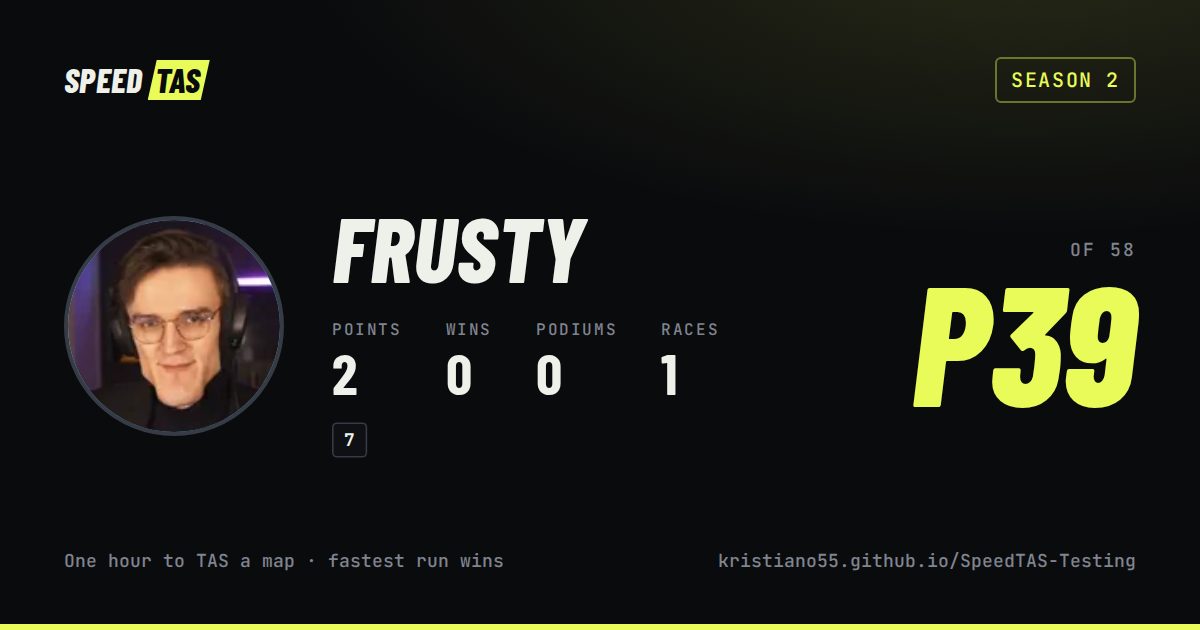 SPEED TAS
SEASON 2
FRUSTY
POINTS WINS PODIUMS RACES
2 0 0 1
7
OF 58
P39
One hour to TAS a map · fastest run wins
kristiano55.github.io/SpeedTAS-Testing